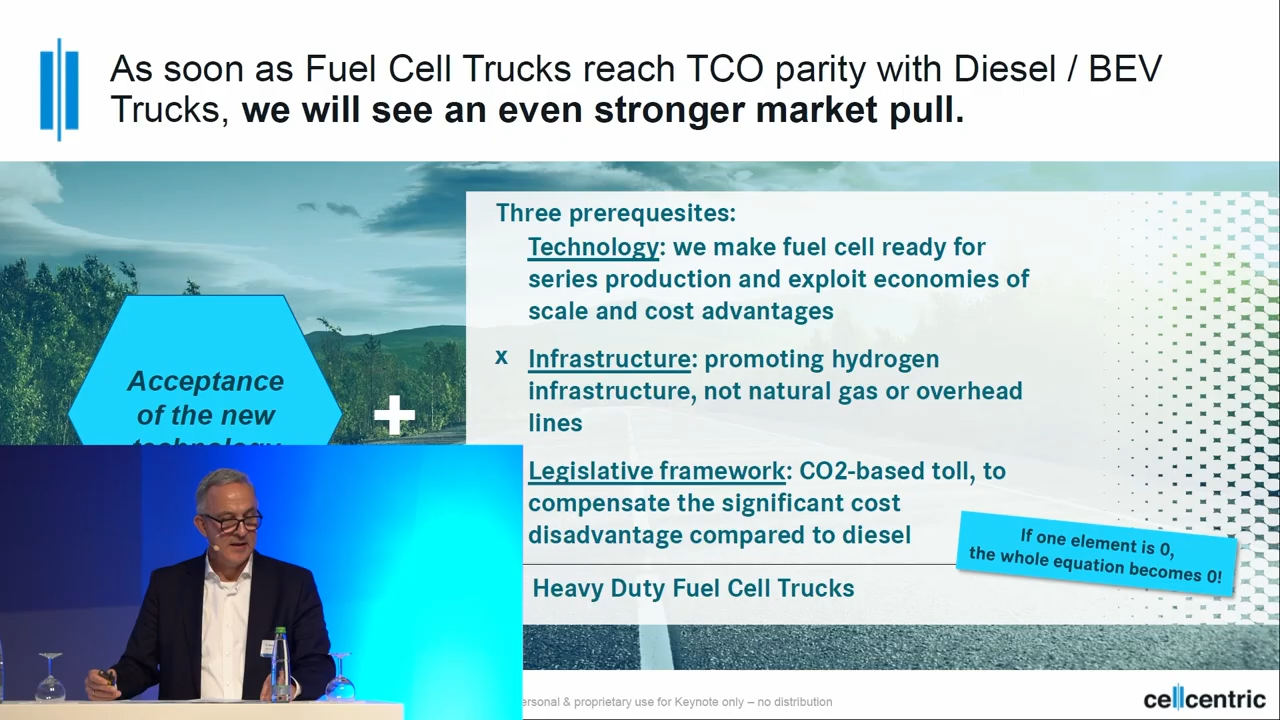 As soon as Fuel Cell Trucks reach TCO parity with Diesel / BEV
Trucks, we will see an even stronger market pull.
Three prerequesites:
Technology: we make fuel cell ready for
series production and exploit economies of
scale and cost advantages
x Infrastructure: promoting hydrogen
infrastructure, not natural gas or overhead
lines
Acceptance
of the new
technology
+
Legislative framework: CO2-based toll, to
compensate the significant cost
disadvantage compared to diesel
If one element is 0,
the whole equation becomes 0!
Heavy Duty Fuel Cell Trucks
& proprietary use for Keynote only – no distribution
cellcentric